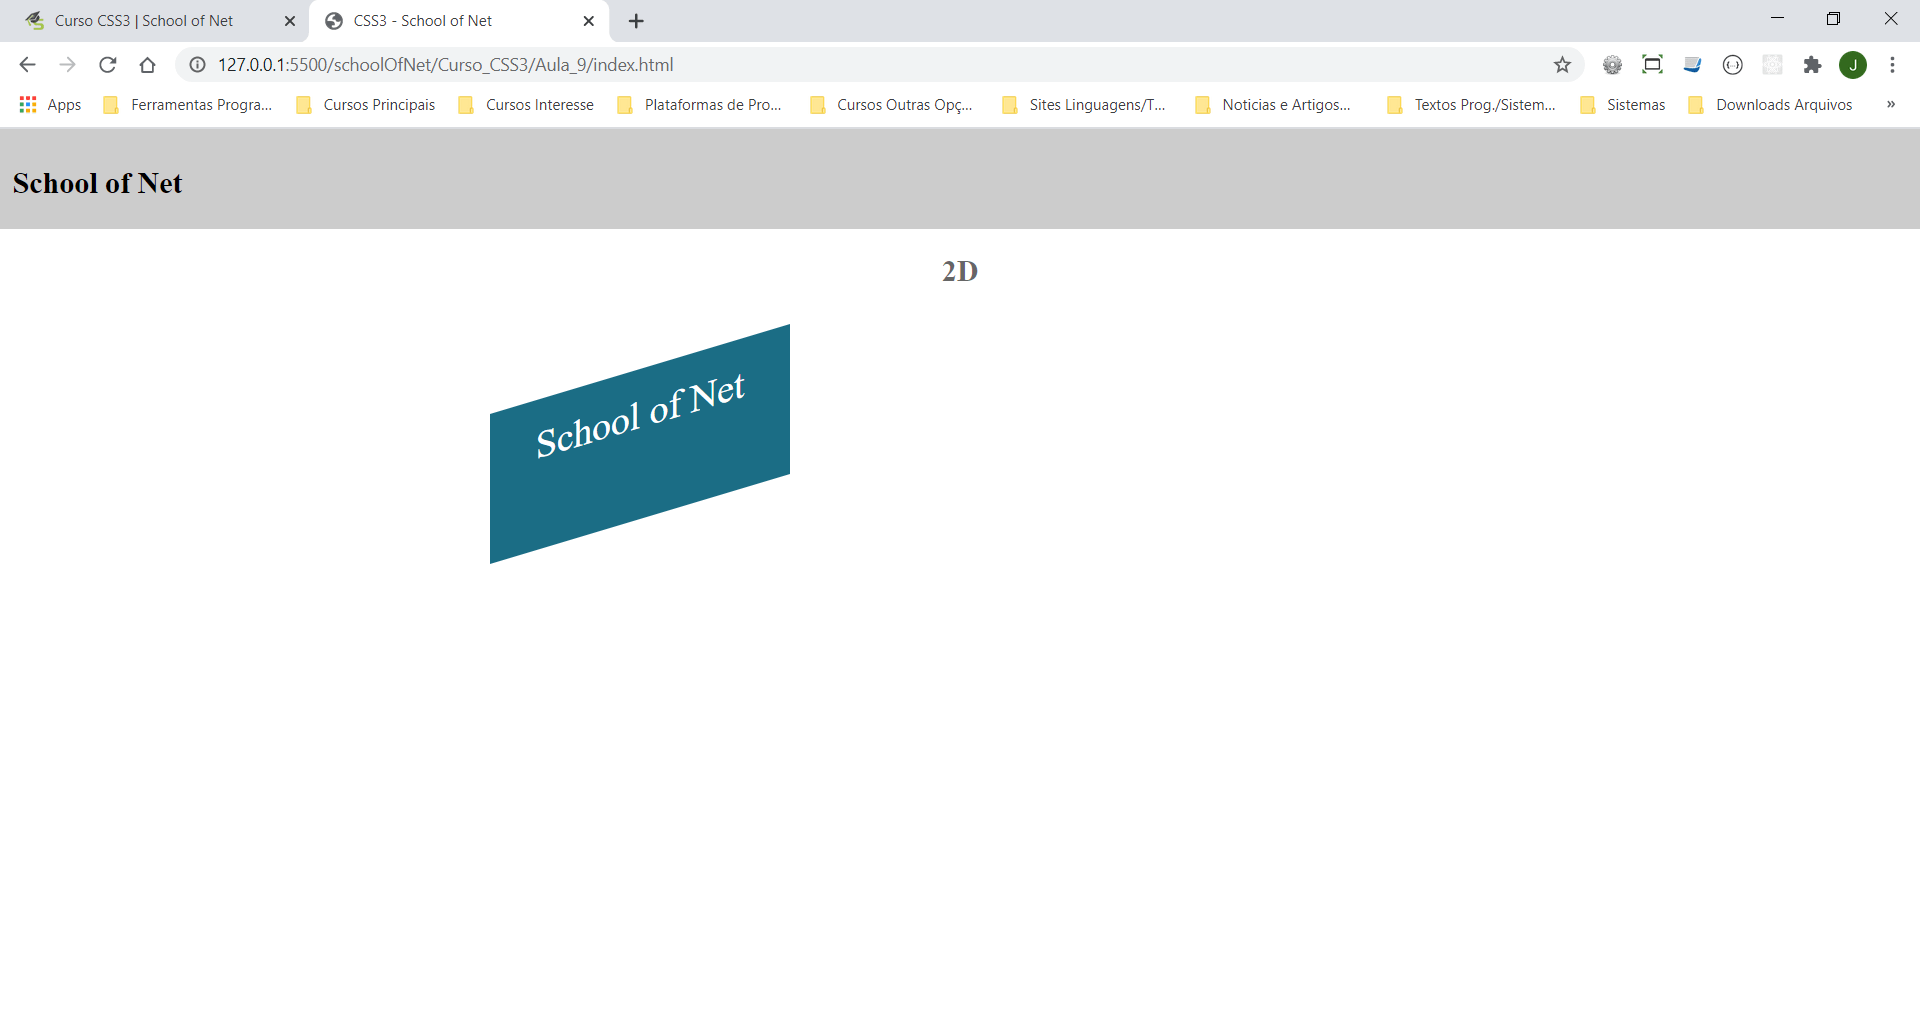 Curso CSS3 | School of Net
CSS3 - School of Net
127.0.0.1:5500/schoolOfNet/Curso_CSS3/Aula_9/index.html
J
Apps
Ferramentas Progra...
Cursos Principais
Cursos Interesse
Plataformas de Pro...
Cursos Outras Opç...
Sites Linguagens/T...
Noticias e Artigos...
Textos Prog./Sistem...
Sistemas
Downloads Arquivos
»
School of Net
2D
School of Net